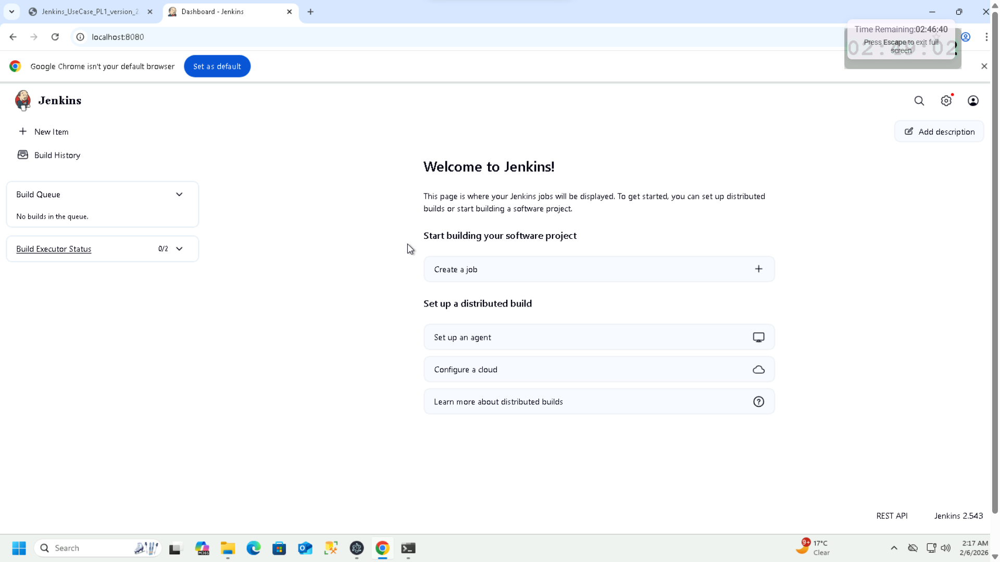 Jenkins_UseCase_PL1_version_2
Dashboard - Jenkins
localhost:8080
Time Remaining:02:46:40
Press Escape to exit full
screen
02:49:02
Google Chrome isn't your default browser
Set as default
Jenkins
New Item
Add description
Build History
Welcome to Jenkins!
This page is where your Jenkins jobs will be displayed. To get started, you can set up distributed
builds or start building a software project.
Build Queue
No builds in the queue.
Start building your software project
Build Executor Status
0/2
Create a job
Set up a distributed build
Set up an agent
Configure a cloud
Learn more about distributed builds
REST API
Jenkins 2.543
Search
M365
9+
17°C
Clear
2:17 AM
2/6/2026